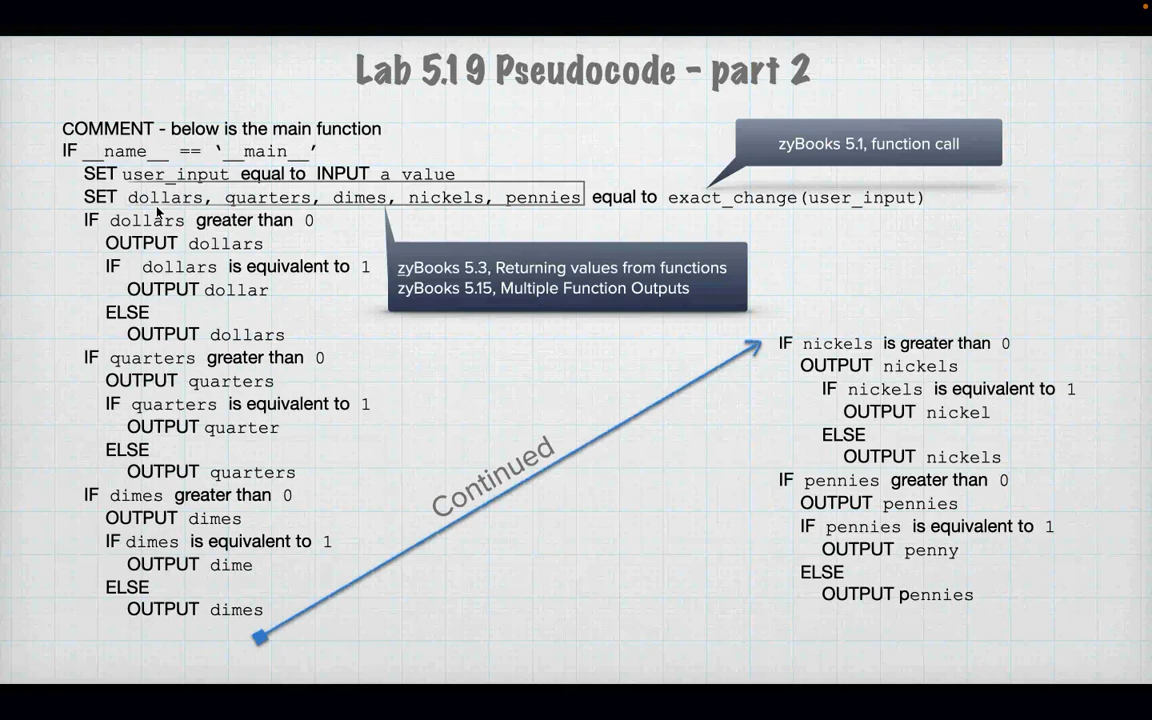 Lab 5.19 Pseudocode - part 2
COMMENT - below is the main function
IF __name__ == ‘__main__’
SET user_input equal to INPUT a value
SET dollars, quarters, dimes, nickels, pennies equal to exact_change(user_input)
IF dollars greater than 0
OUTPUT dollars
IF dollars is equivalent to 1
OUTPUT dollar
ELSE
OUTPUT dollars
IF quarters greater than 0
OUTPUT quarters
IF quarters is equivalent to 1
OUTPUT quarter
ELSE
OUTPUT quarters
IF dimes greater than 0
OUTPUT dimes
IF dimes is equivalent to 1
OUTPUT dime
ELSE
OUTPUT dimes
zyBooks 5.1, function call
zyBooks 5.3, Returning values from functions
zyBooks 5.15, Multiple Function Outputs
Continued
IF nickels is greater than 0
OUTPUT nickels
IF nickels is equivalent to 1
OUTPUT nickel
ELSE
OUTPUT nickels
IF pennies greater than 0
OUTPUT pennies
IF pennies is equivalent to 1
OUTPUT penny
ELSE
OUTPUT pennies